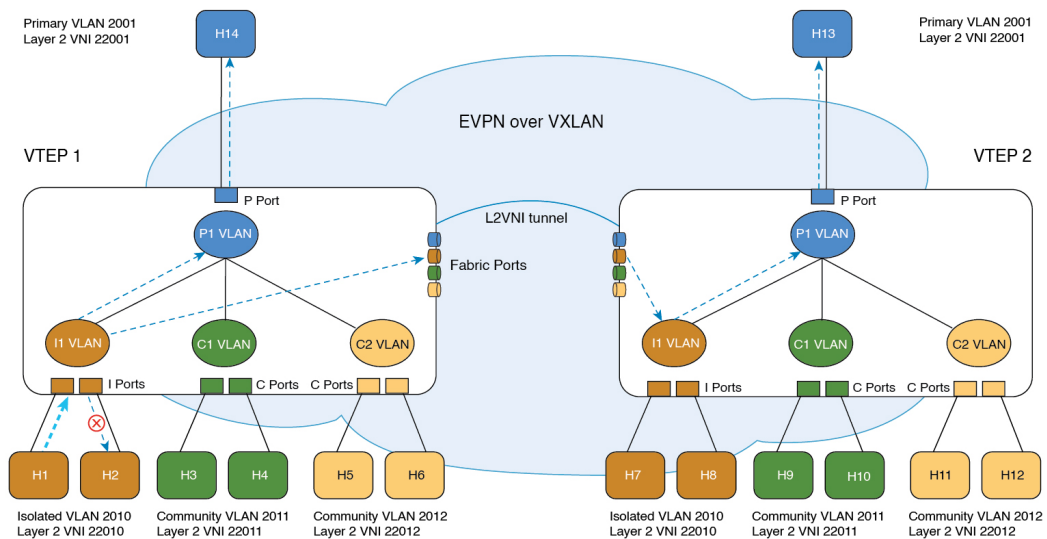 Primary VLAN 2001
Layer 2 VNI 22001
H14
H13
Primary VLAN 2001
Layer 2 VNI 22001
EVPN over VXLAN
VTEP 1
VTEP 2
P Port
P Port
P1 VLAN
L2VNI tunnel
P1 VLAN
Fabric Ports
I1 VLAN
C1 VLAN
C2 VLAN
I1 VLAN
C1 VLAN
C2 VLAN
I Ports
C Ports
C Ports
I Ports
C Ports
C Ports
H1
H2
H3
H4
H5
H6
H7
H8
H9
H10
H11
H12
Isolated VLAN 2010
Layer 2 VNI 22010
Community VLAN 2011
Layer 2 VNI 22011
Community VLAN 2012
Layer 2 VNI 22012
Isolated VLAN 2010
Layer 2 VNI 22010
Community VLAN 2011
Layer 2 VNI 22011
Community VLAN 2012
Layer 2 VNI 22012